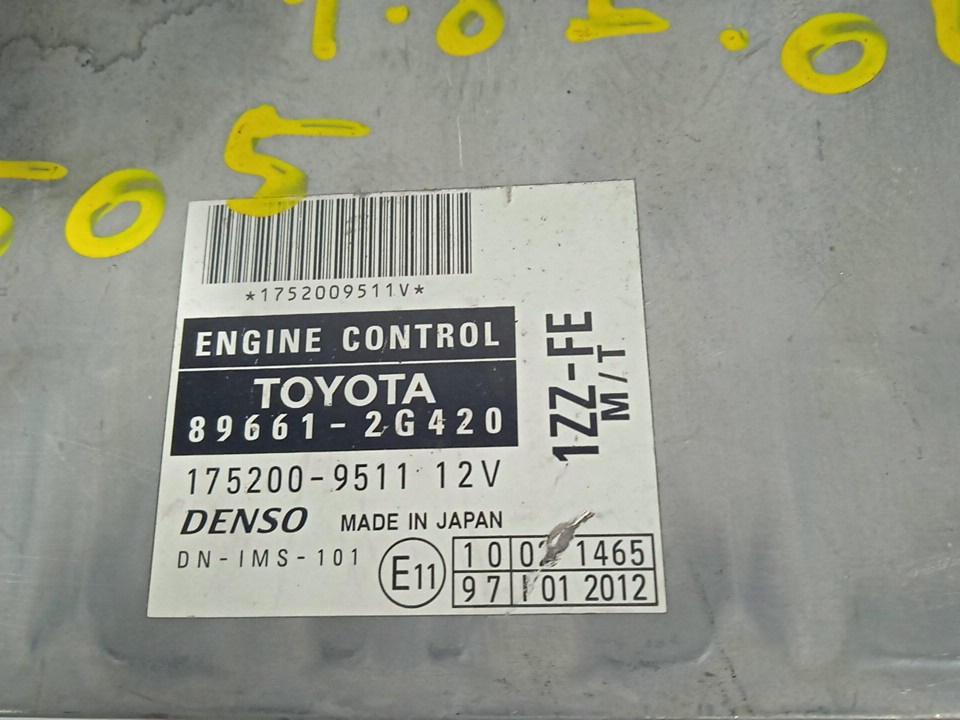 505
*1752009511V*
ENGINE CONTROL
TOYOTA
89661-2G420
175200-9511 12V
DENSO MADE IN JAPAN
DN-IMS-101
E11
10 1465
97 01 2012
1ZZ-FE
M/T